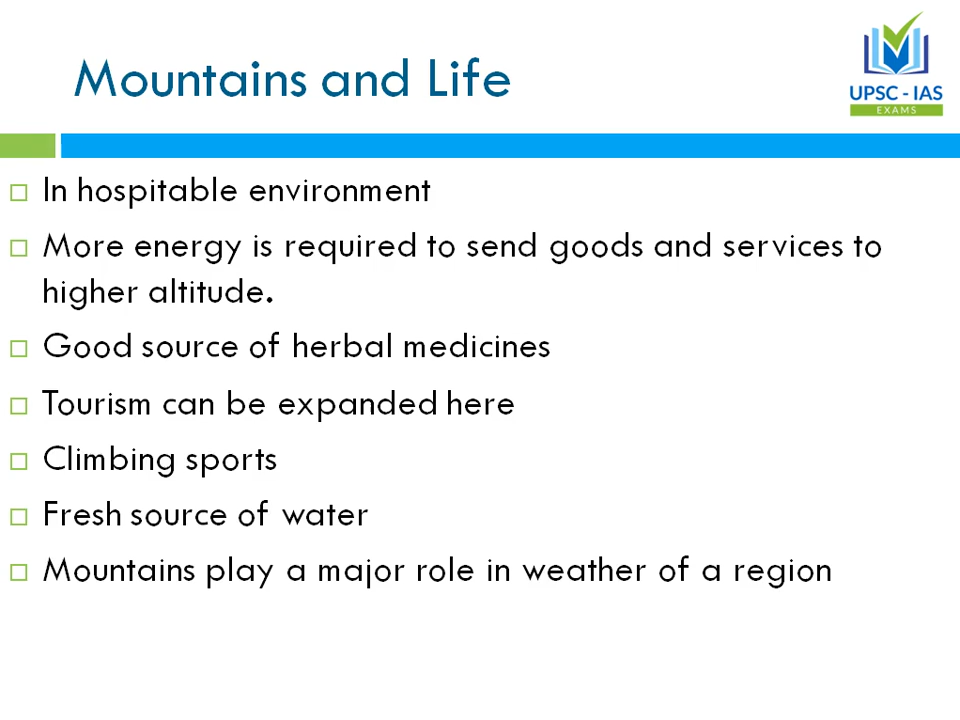 Mountains and Life
UPSC - IAS
EXAMS
In hospitable environment
More energy is required to send goods and services to
higher altitude.
Good source of herbal medicines
Tourism can be expanded here
Climbing sports
Fresh source of water
Mountains play a major role in weather of a region